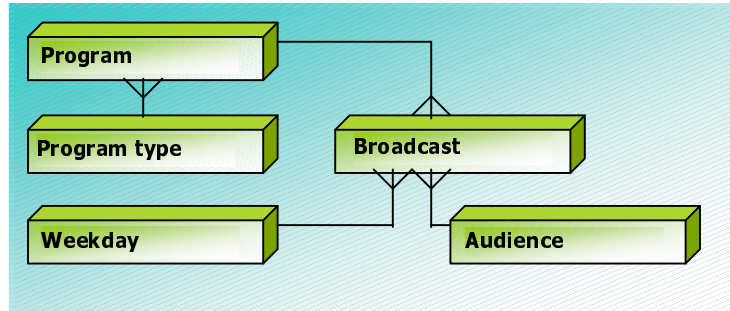 Program
Program type
Broadcast
Weekday
Audience